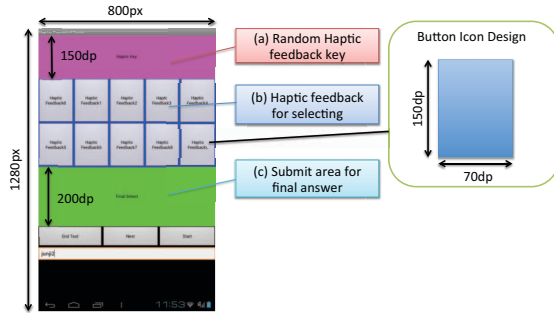 800px
150dp
Haptic Key
(a) Random Haptic
feedback key
Haptic
Feedback0
Haptic
Feedback1
Haptic
Feedback2
Haptic
Feedback3
Haptic
Feedback4
(b) Haptic feedback
for selecting
Haptic
Feedback5
Haptic
Feedback6
Haptic
Feedback7
Haptic
Feedback8
Haptic
1280px
(c) Submit area for
final answer
200dp
Final Select
End Test
Next
Start
junji2
11:53
Button Icon Design
150dp
70dp